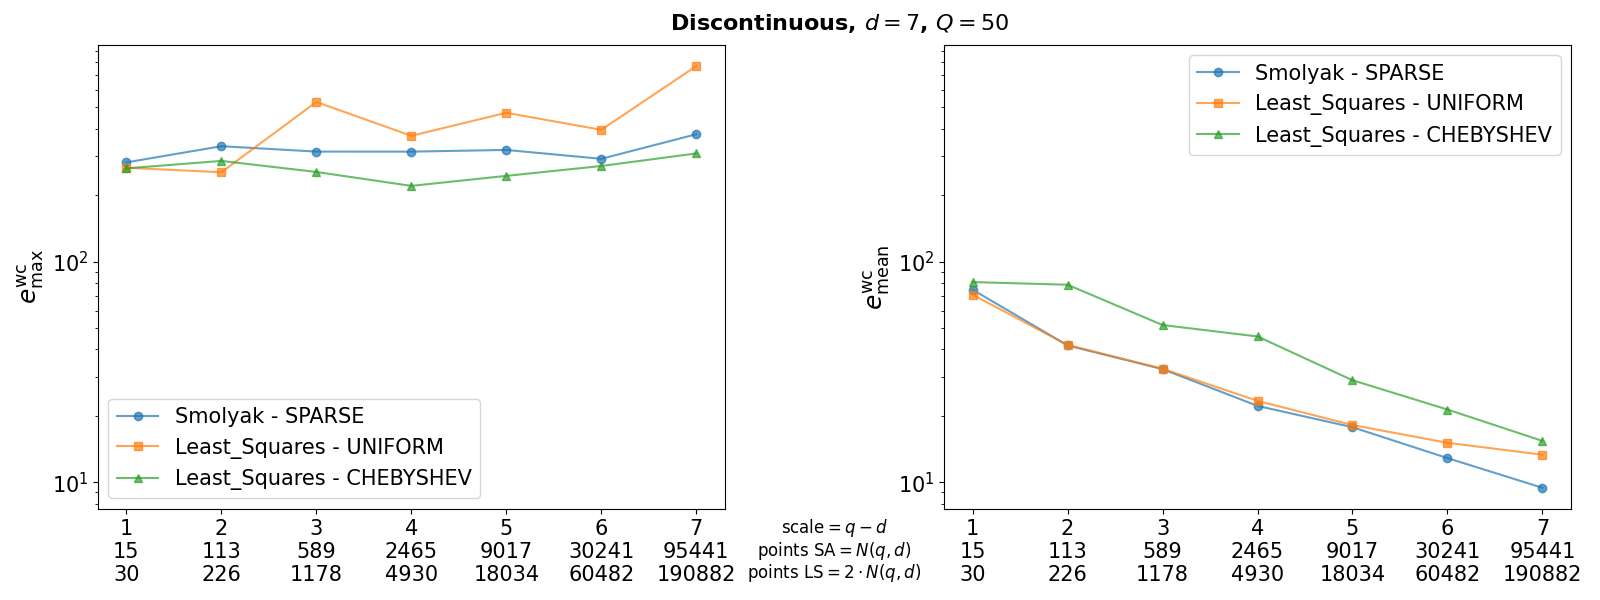 Discontinuous, d = 7, Q = 50
e^wc_max
10^2
10^1
Smolyak - SPARSE
Least_Squares - UNIFORM
Least_Squares - CHEBYSHEV
1 2 3 4 5 6 7
15 113 589 2465 9017 30241 95441
30 226 1178 4930 18034 60482 190882
scale = q − d
points SA = N(q, d)
points LS = 2 · N(q, d)
e^wc_mean
10^2
10^1
Smolyak - SPARSE
Least_Squares - UNIFORM
Least_Squares - CHEBYSHEV
1 2 3 4 5 6 7
15 113 589 2465 9017 30241 95441
30 226 1178 4930 18034 60482 190882